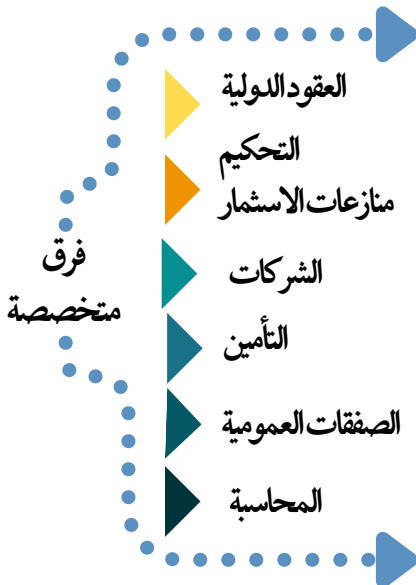 فرق
متخصصة
العقود الدولية
التحكيم
منازعات الاستثمار
الشركات
التأمين
الصفقات العمومية
المحاسبة